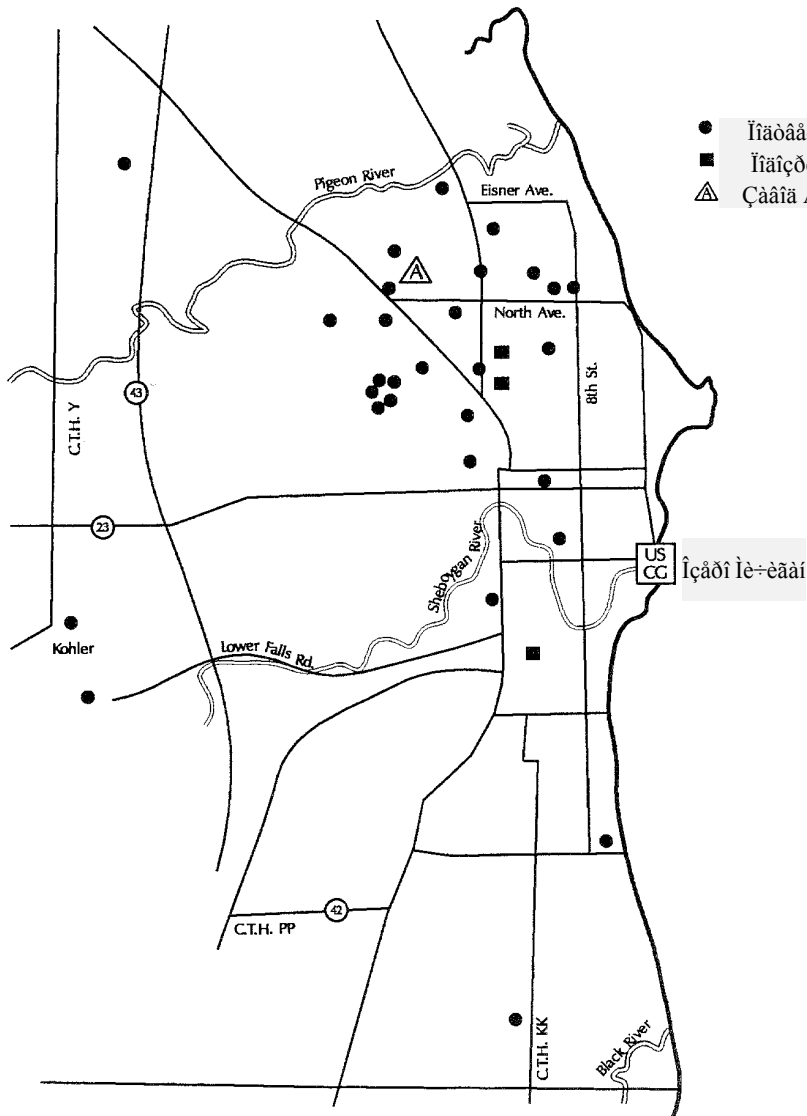 Ïîäòâå
Ïîäîçð
Çàâîä
Pigeon River
Eisner Ave.
A
North Ave.
8th St.
43
C.T.H. Y
23
Sheboygan River
US
CG
Îçåðî Ìè÷èãàí
Kohler
Lower Falls Rd.
42
C.T.H. PP
C.T.H. KK
Black River